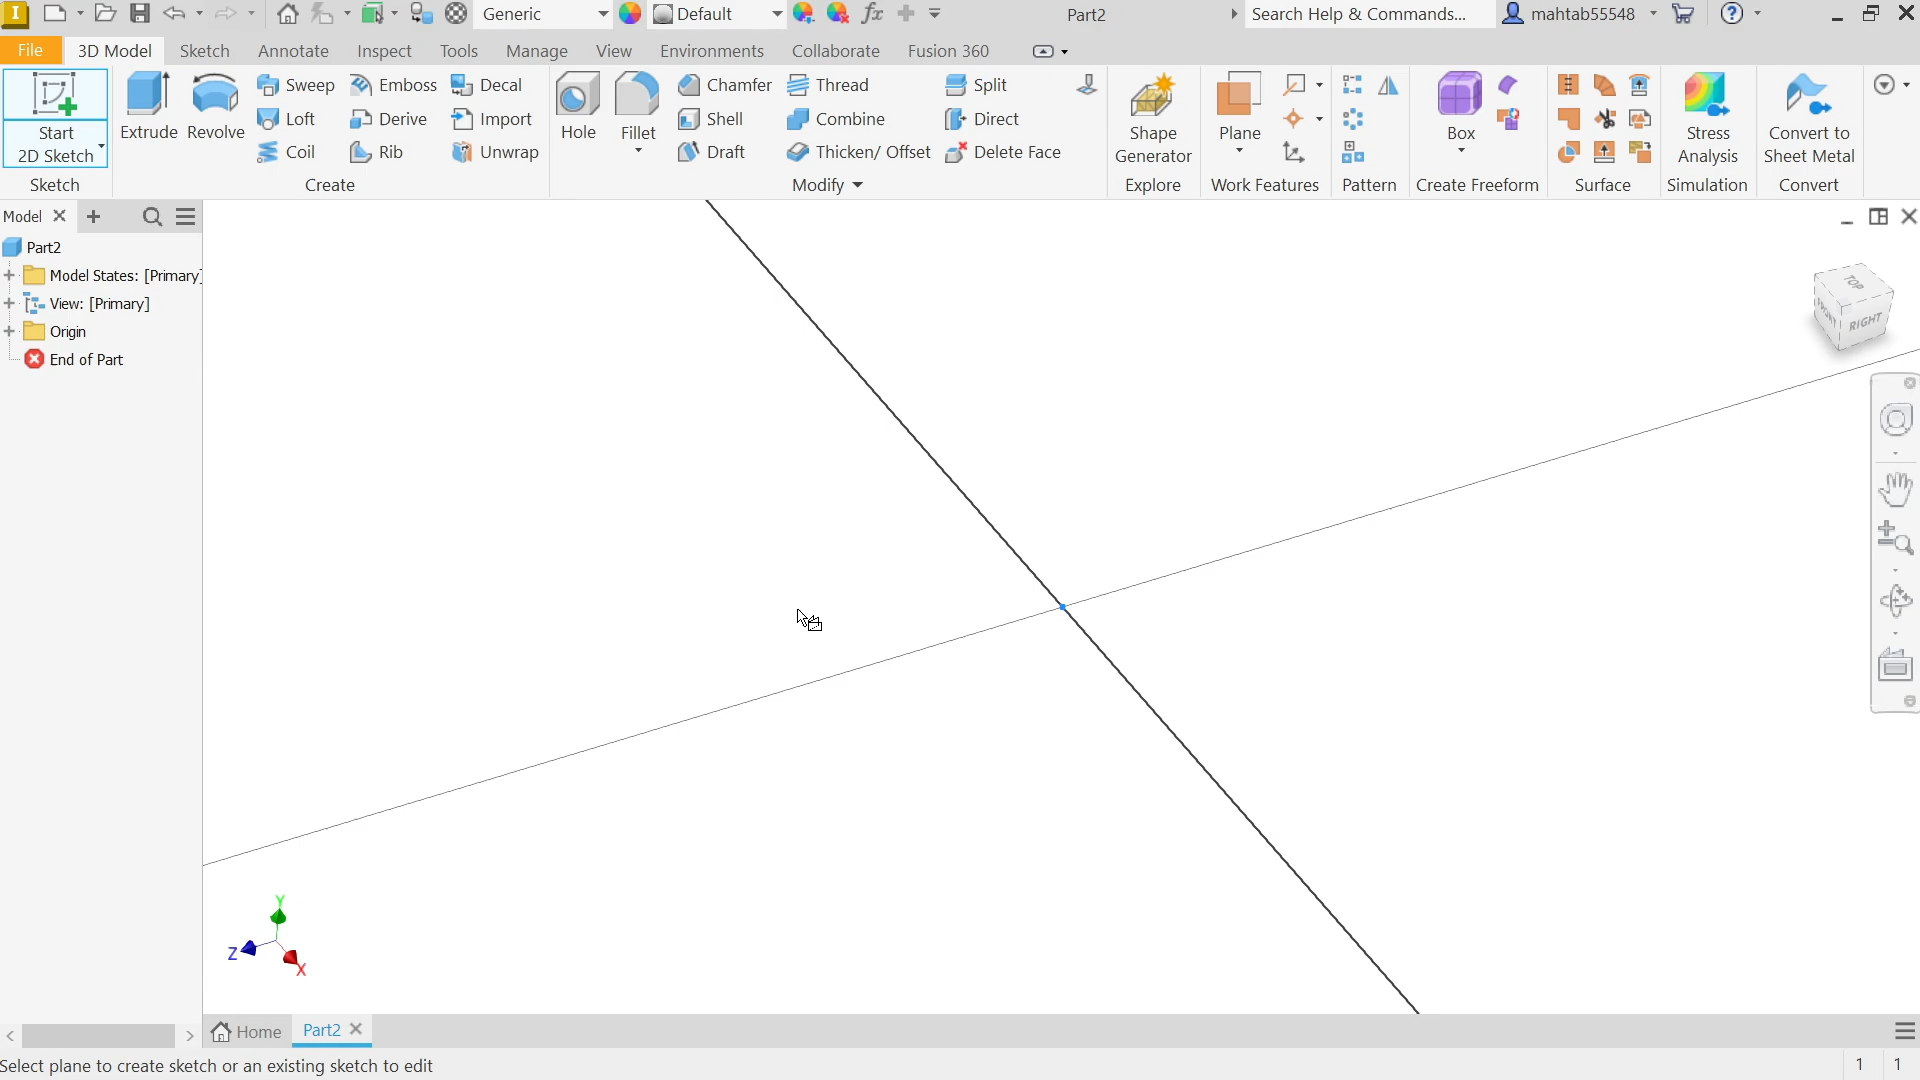 I Generic Default fx Part2 Search Help & Commands... mahtab55548
File 3D Model Sketch Annotate Inspect Tools Manage View Environments Collaborate Fusion 360
Start
2D Sketch
Extrude Revolve
Sweep Emboss Decal
Loft Derive Import
Coil Rib Unwrap
Hole Fillet
Chamfer Thread Split
Shell Combine Direct
Draft Thicken/ Offset Delete Face
Shape
Generator
Plane
Box
Stress
Analysis
Convert to
Sheet Metal
Sketch Create Modify Explore Work Features Pattern Create Freeform Surface Simulation Convert
Model
Part2
Model States: [Primary]
View: [Primary]
Origin
End of Part
TOP
FRONT RIGHT
Y
Z
X
Home Part2
Select plane to create sketch or an existing sketch to edit 1 1